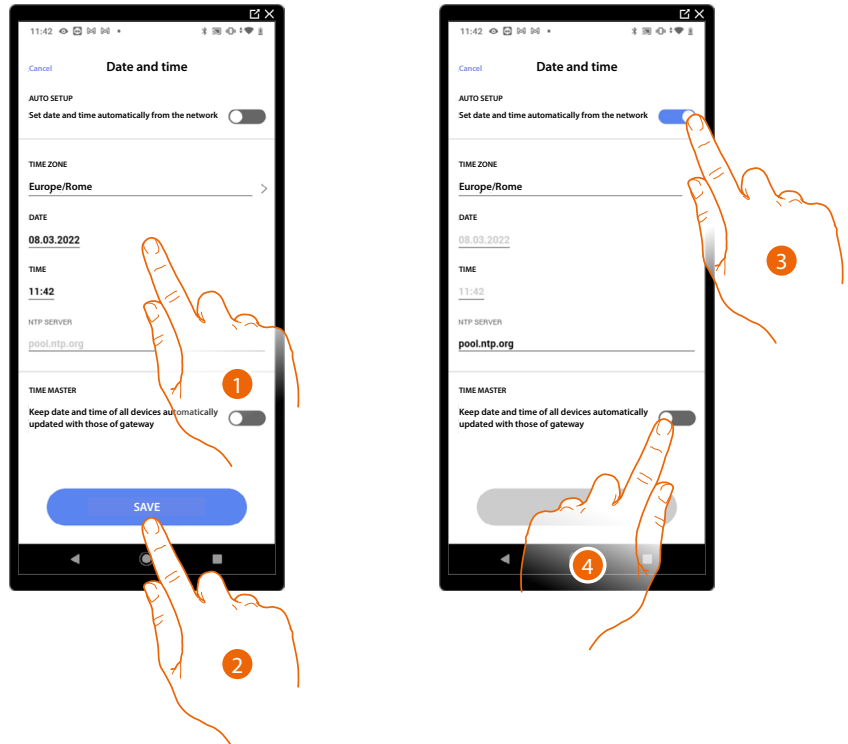 11:42
Cancel
Date and time
AUTO SETUP
Set date and time automatically from the network
TIME ZONE
Europe/Rome
DATE
08.03.2022
TIME
11:42
NTP SERVER
pool.ntp.org
TIME MASTER
Keep date and time of all devices automatically
updated with those of gateway
SAVE
1
2
11:42
Cancel
Date and time
AUTO SETUP
Set date and time automatically from the network
TIME ZONE
Europe/Rome
DATE
08.03.2022
TIME
11:42
NTP SERVER
pool.ntp.org
TIME MASTER
Keep date and time of all devices automatically
updated with those of gateway
3
4